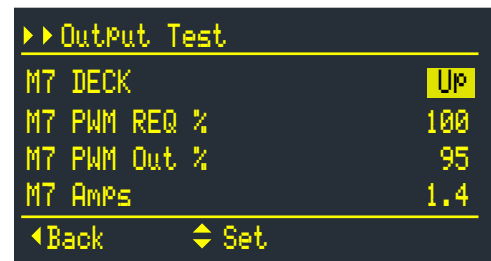 Output Test
M7 DECK UP
M7 PWM REQ % 100
M7 PWM Out % 95
M7 Amps 1.4
Back Set